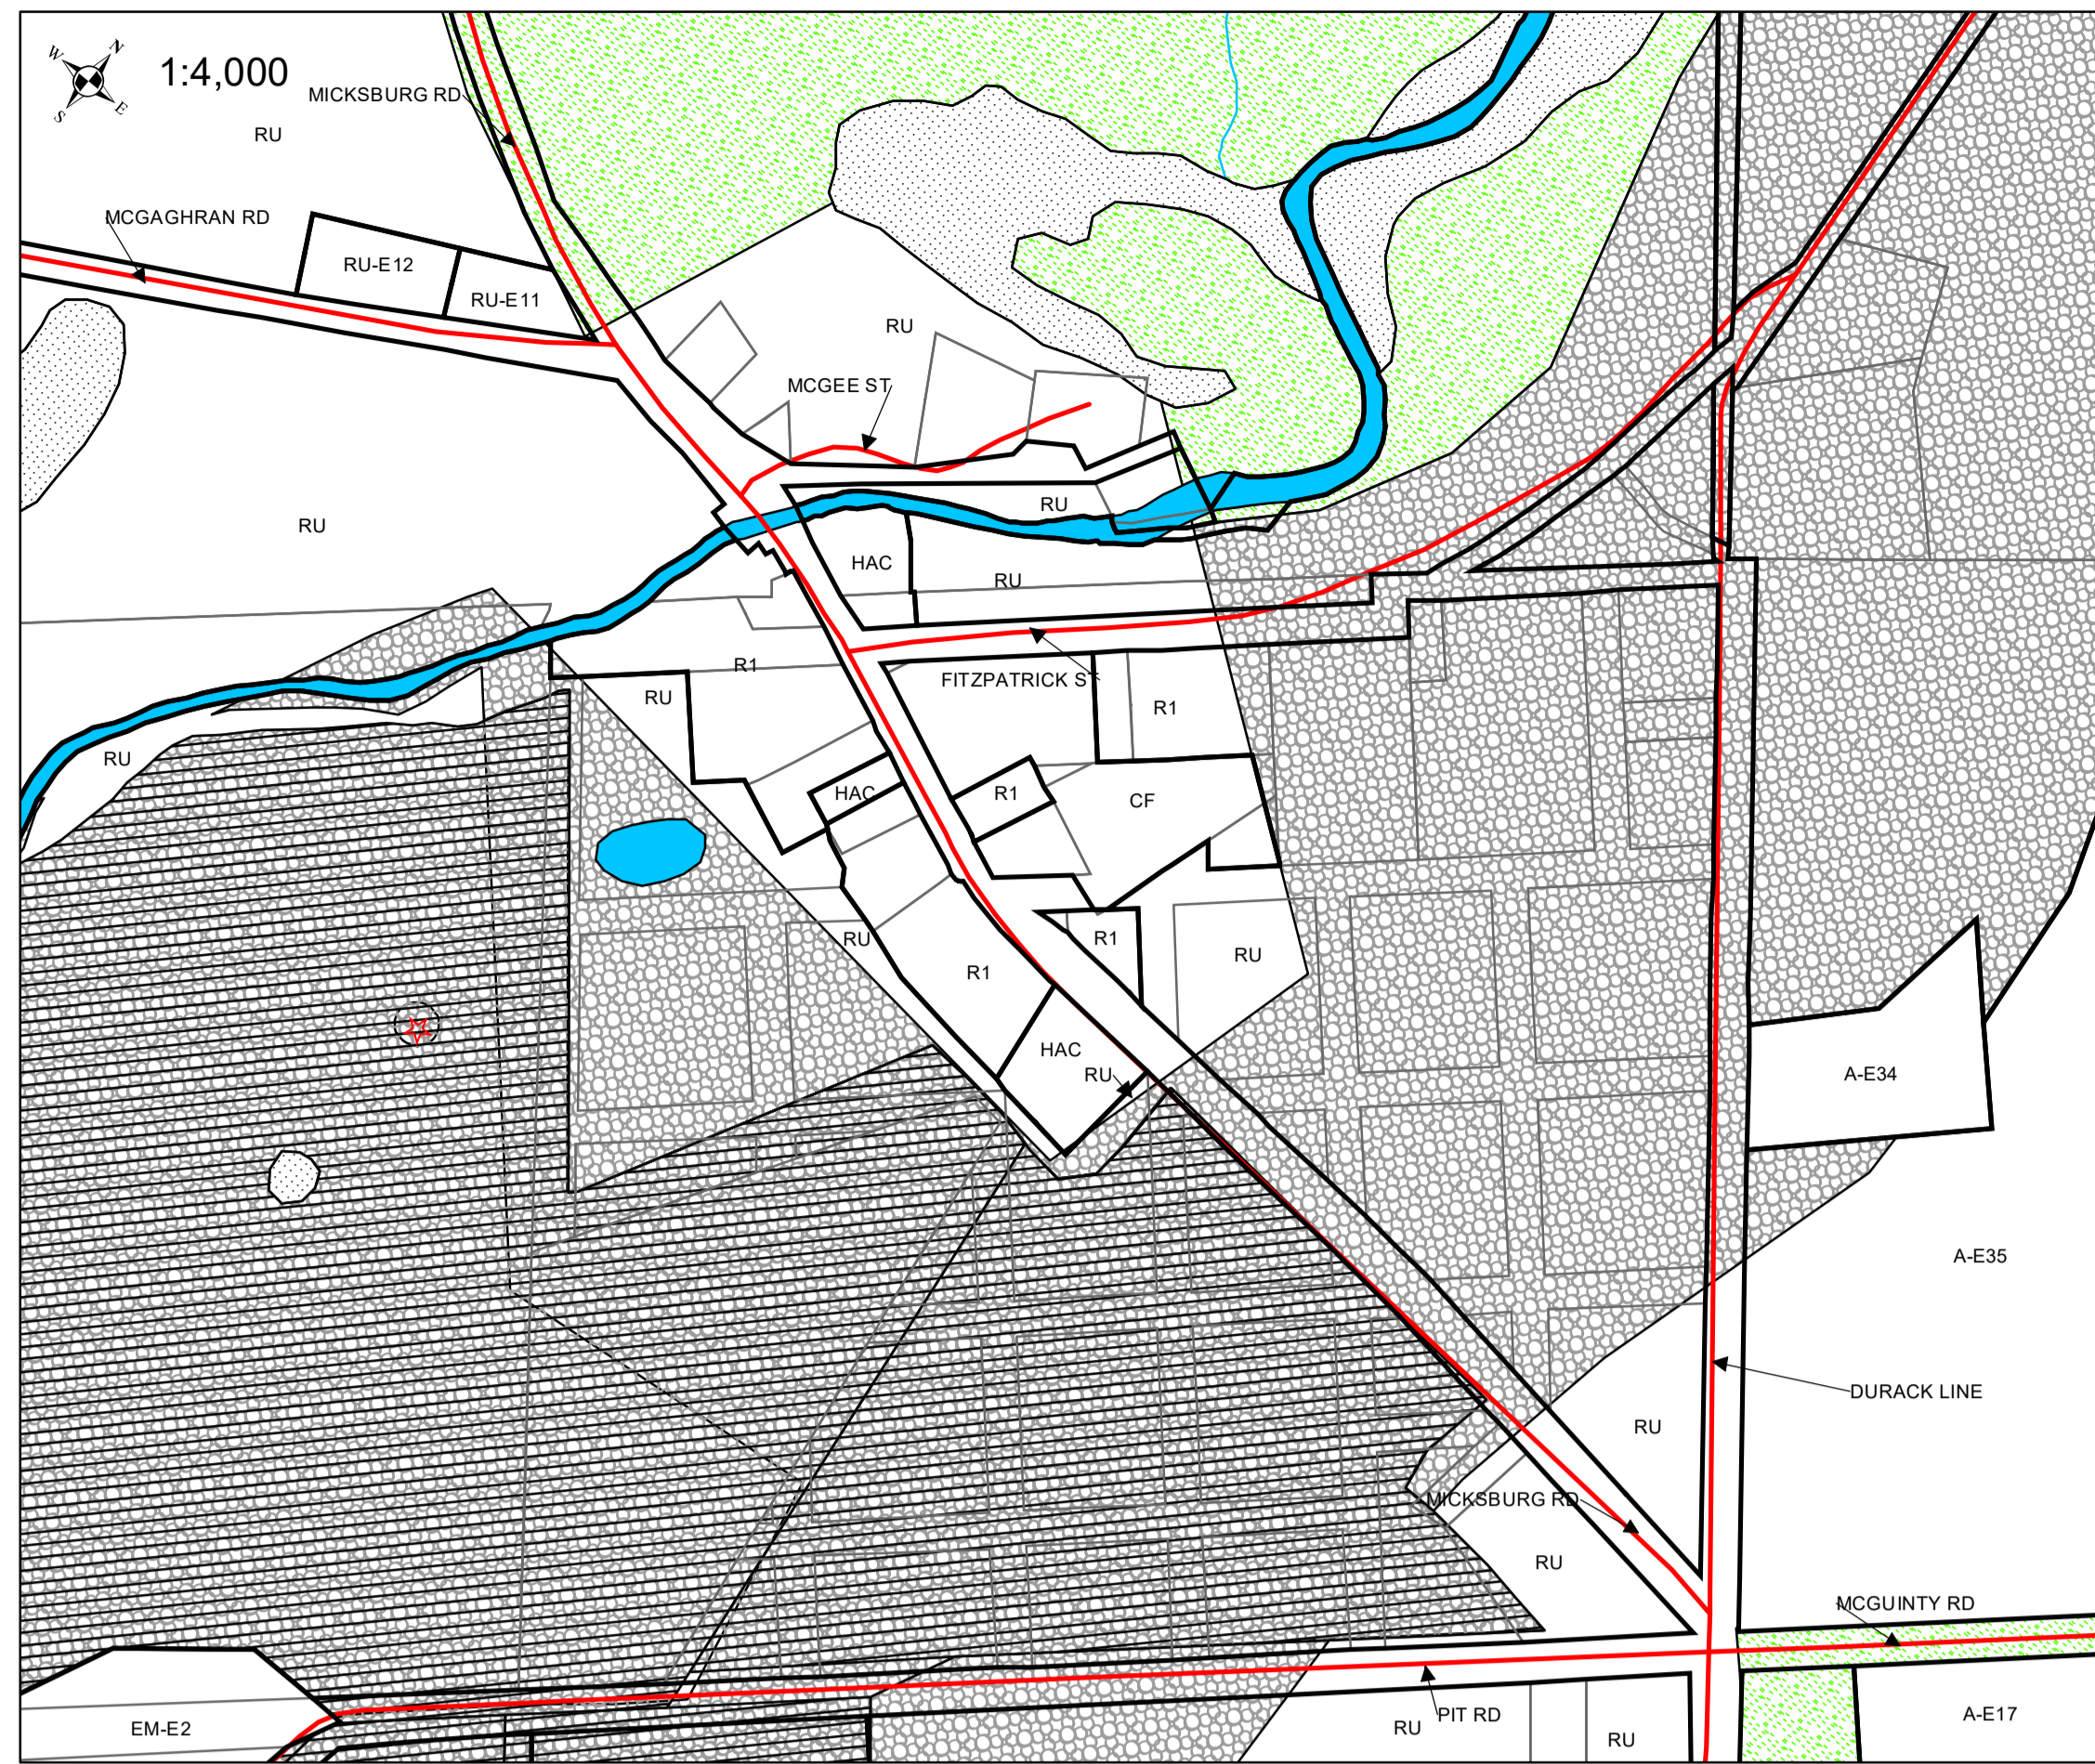 N
W
1:4,000
E
S
MICKSBURG RD
RU
MCGAGHRAN RD
RU-E12
RU-E11
RU
MCGEE ST
RU
RU
HAC
RU
R1
FITZPATRICK ST
RU
R1
RU
HAC
R1
CF
RU
R1
RU
R1
HAC
RU
A-E34
A-E35
DURACK LINE
RU
MICKSBURG RD
RU
MCGUINTY RD
PIT RD
A-E17
EM-E2
RU
RU